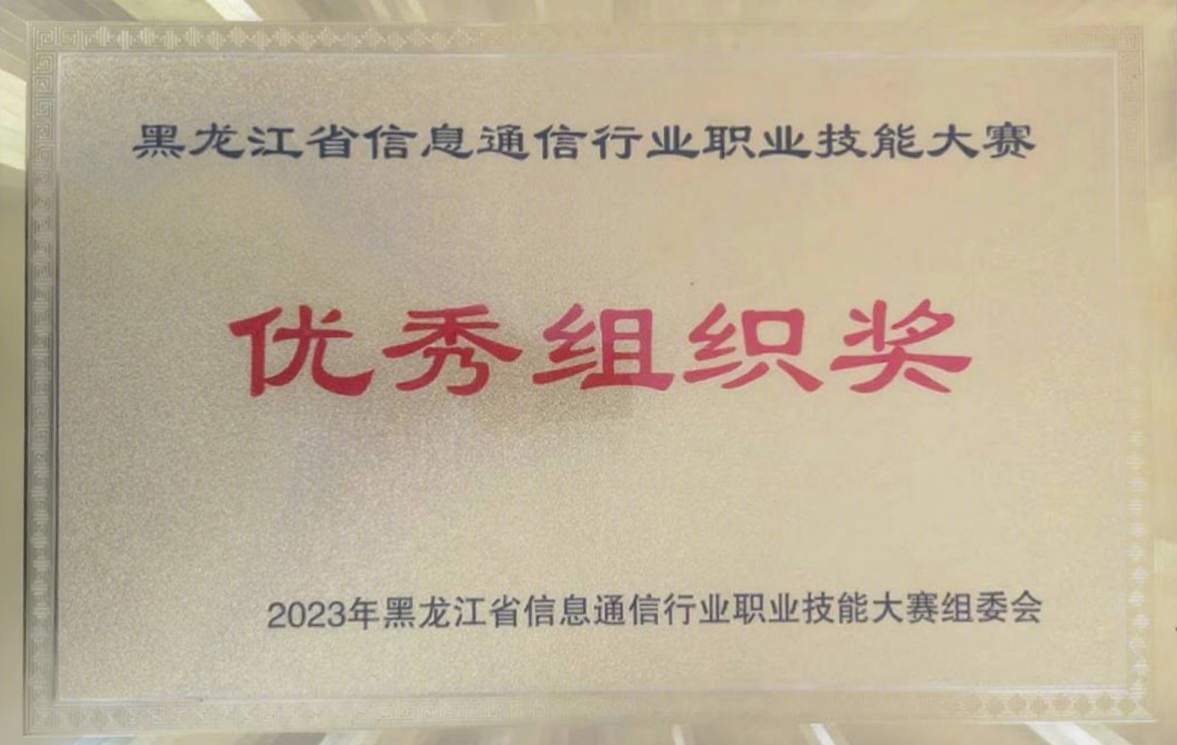 黑龙江省信息通信行业职业技能大赛
优秀组织奖
2023年黑龙江省信息通信行业职业技能大赛组委会